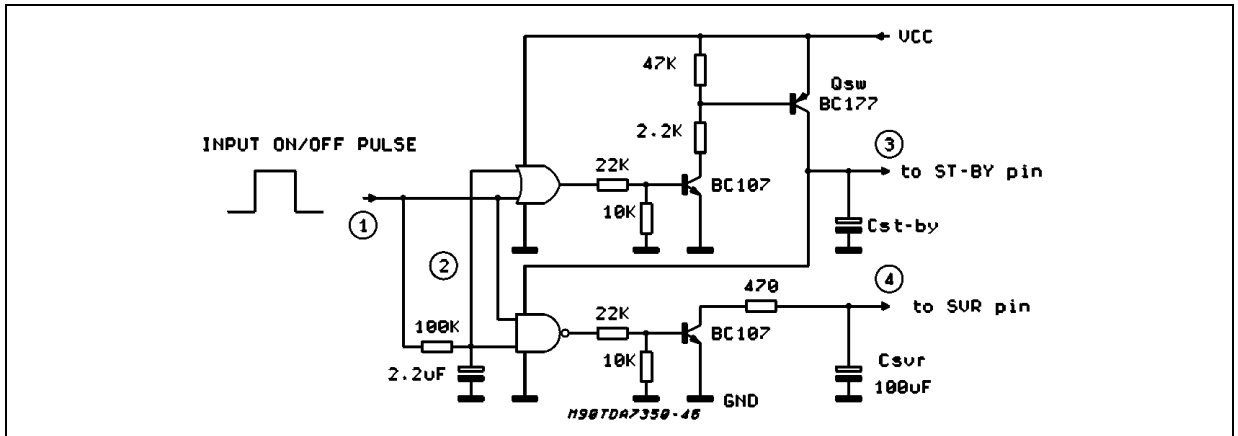 VCC
47K
Qsw
BC177
2.2K
INPUT ON/OFF PULSE
3
22K
to ST-BY pin
BC107
10K
1
Cst-by
2
4
470
22K
to SVR pin
100K
BC107
10K
Csvr
2.2uF
100uF
GND
M90TDA7350-46